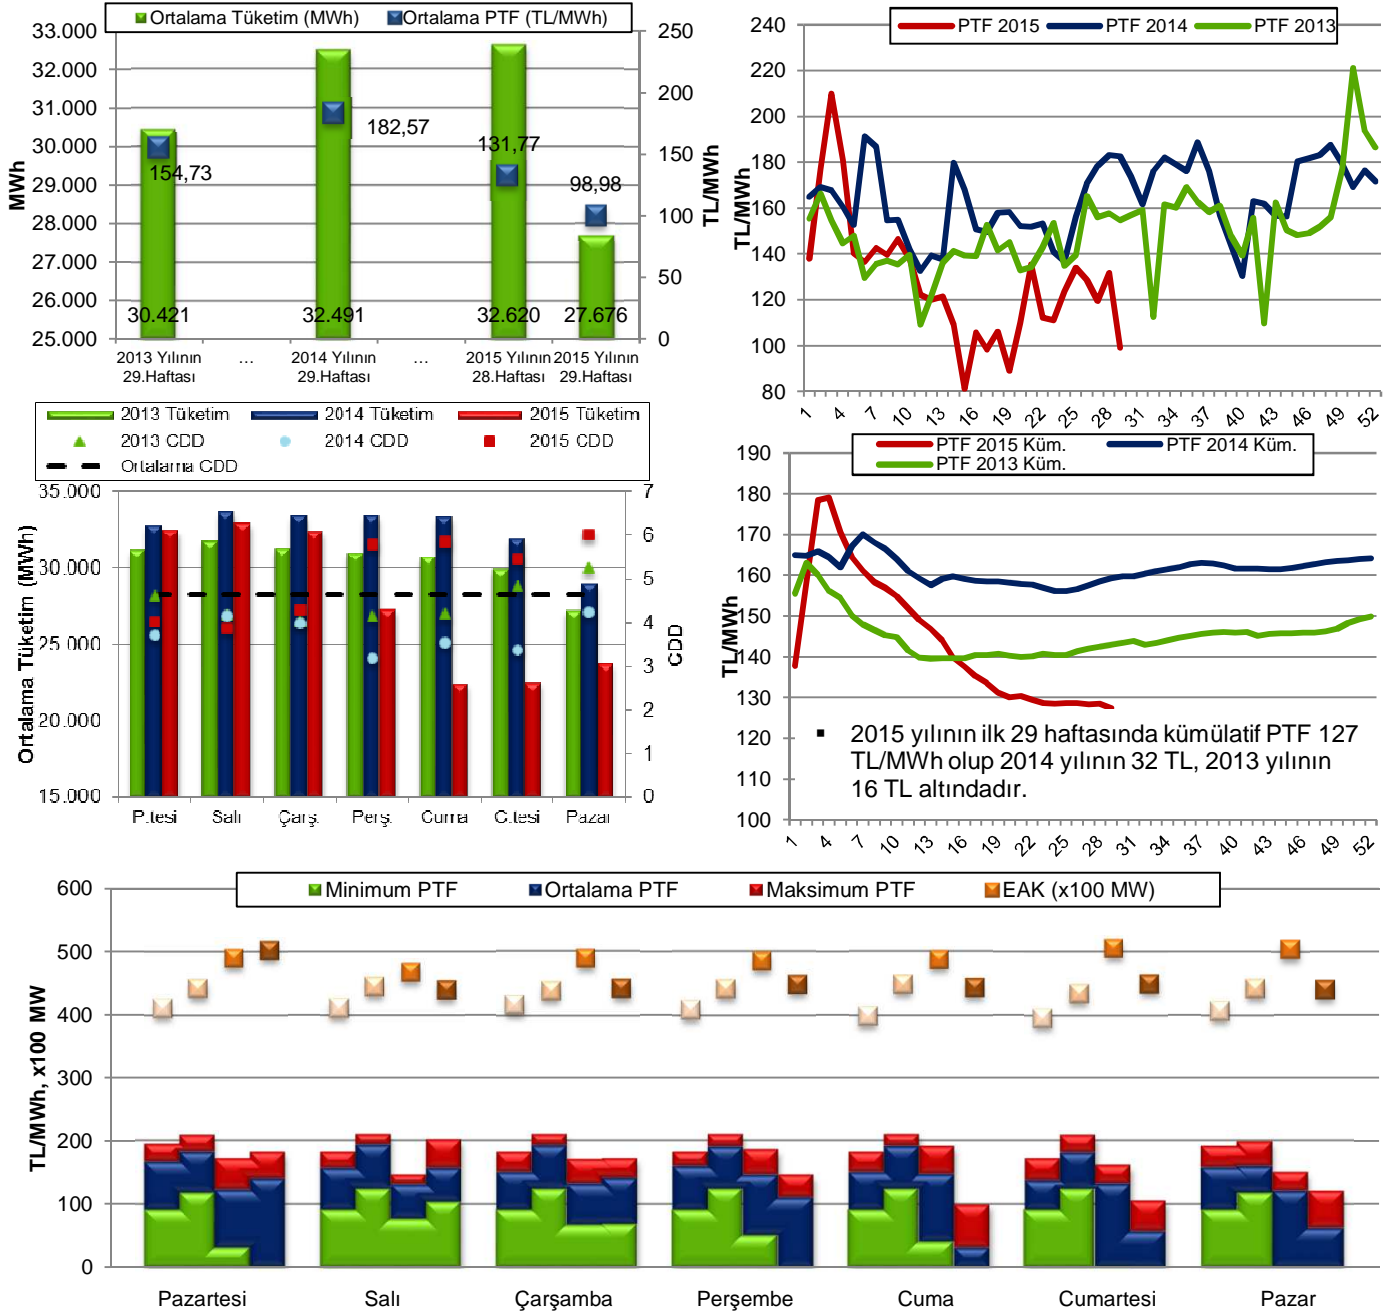 Ortalama Tüketim (MWh) Ortalama PTF (TL/MWh)
33.000
32.000
31.000
30.000
29.000
28.000
27.000
26.000
25.000
MWh
250
200
150
100
50
0
TL/MWh
154,73
182,57
131,77
98,98
30.421
32.491
32.620
27.676
2013 Yılının
29.Haftası
...
2014 Yılının
29.Haftası
...
2015 Yılının
28.Haftası
2015 Yılının
29.Haftası
PTF 2015 PTF 2014 PTF 2013
240
220
200
180
160
140
120
100
80
TL/MWh
1 4 7 10 13 16 19 22 25 28 31 34 37 40 43 46 49 52
2013 Tüketim 2014 Tüketim 2015 Tüketim
2013 CDD 2014 CDD 2015 CDD
Ortalama CDD
35.000
30.000
25.000
20.000
15.000
Ortalama Tüketim (MWh)
7
6
5
4
3
2
1
0
CDD
P.tesi Salı Çarş. Perş. Cuma C.tesi Pazar
PTF 2015 Küm. PTF 2014 Küm.
PTF 2013 Küm.
190
180
170
160
150
140
130
120
110
100
TL/MWh
▪ 2015 yılının ilk 29 haftasında kümülatif PTF 127
TL/MWh olup 2014 yılının 32 TL, 2013 yılının
16 TL altındadır.
1 4 7 10 13 16 19 22 25 28 31 34 37 40 43 46 49 52
Minimum PTF Ortalama PTF Maksimum PTF EAK (x100 MW)
600
500
400
300
200
100
0
TL/MWh, x100 MW
Pazartesi Salı Çarşamba Perşembe Cuma Cumartesi Pazar